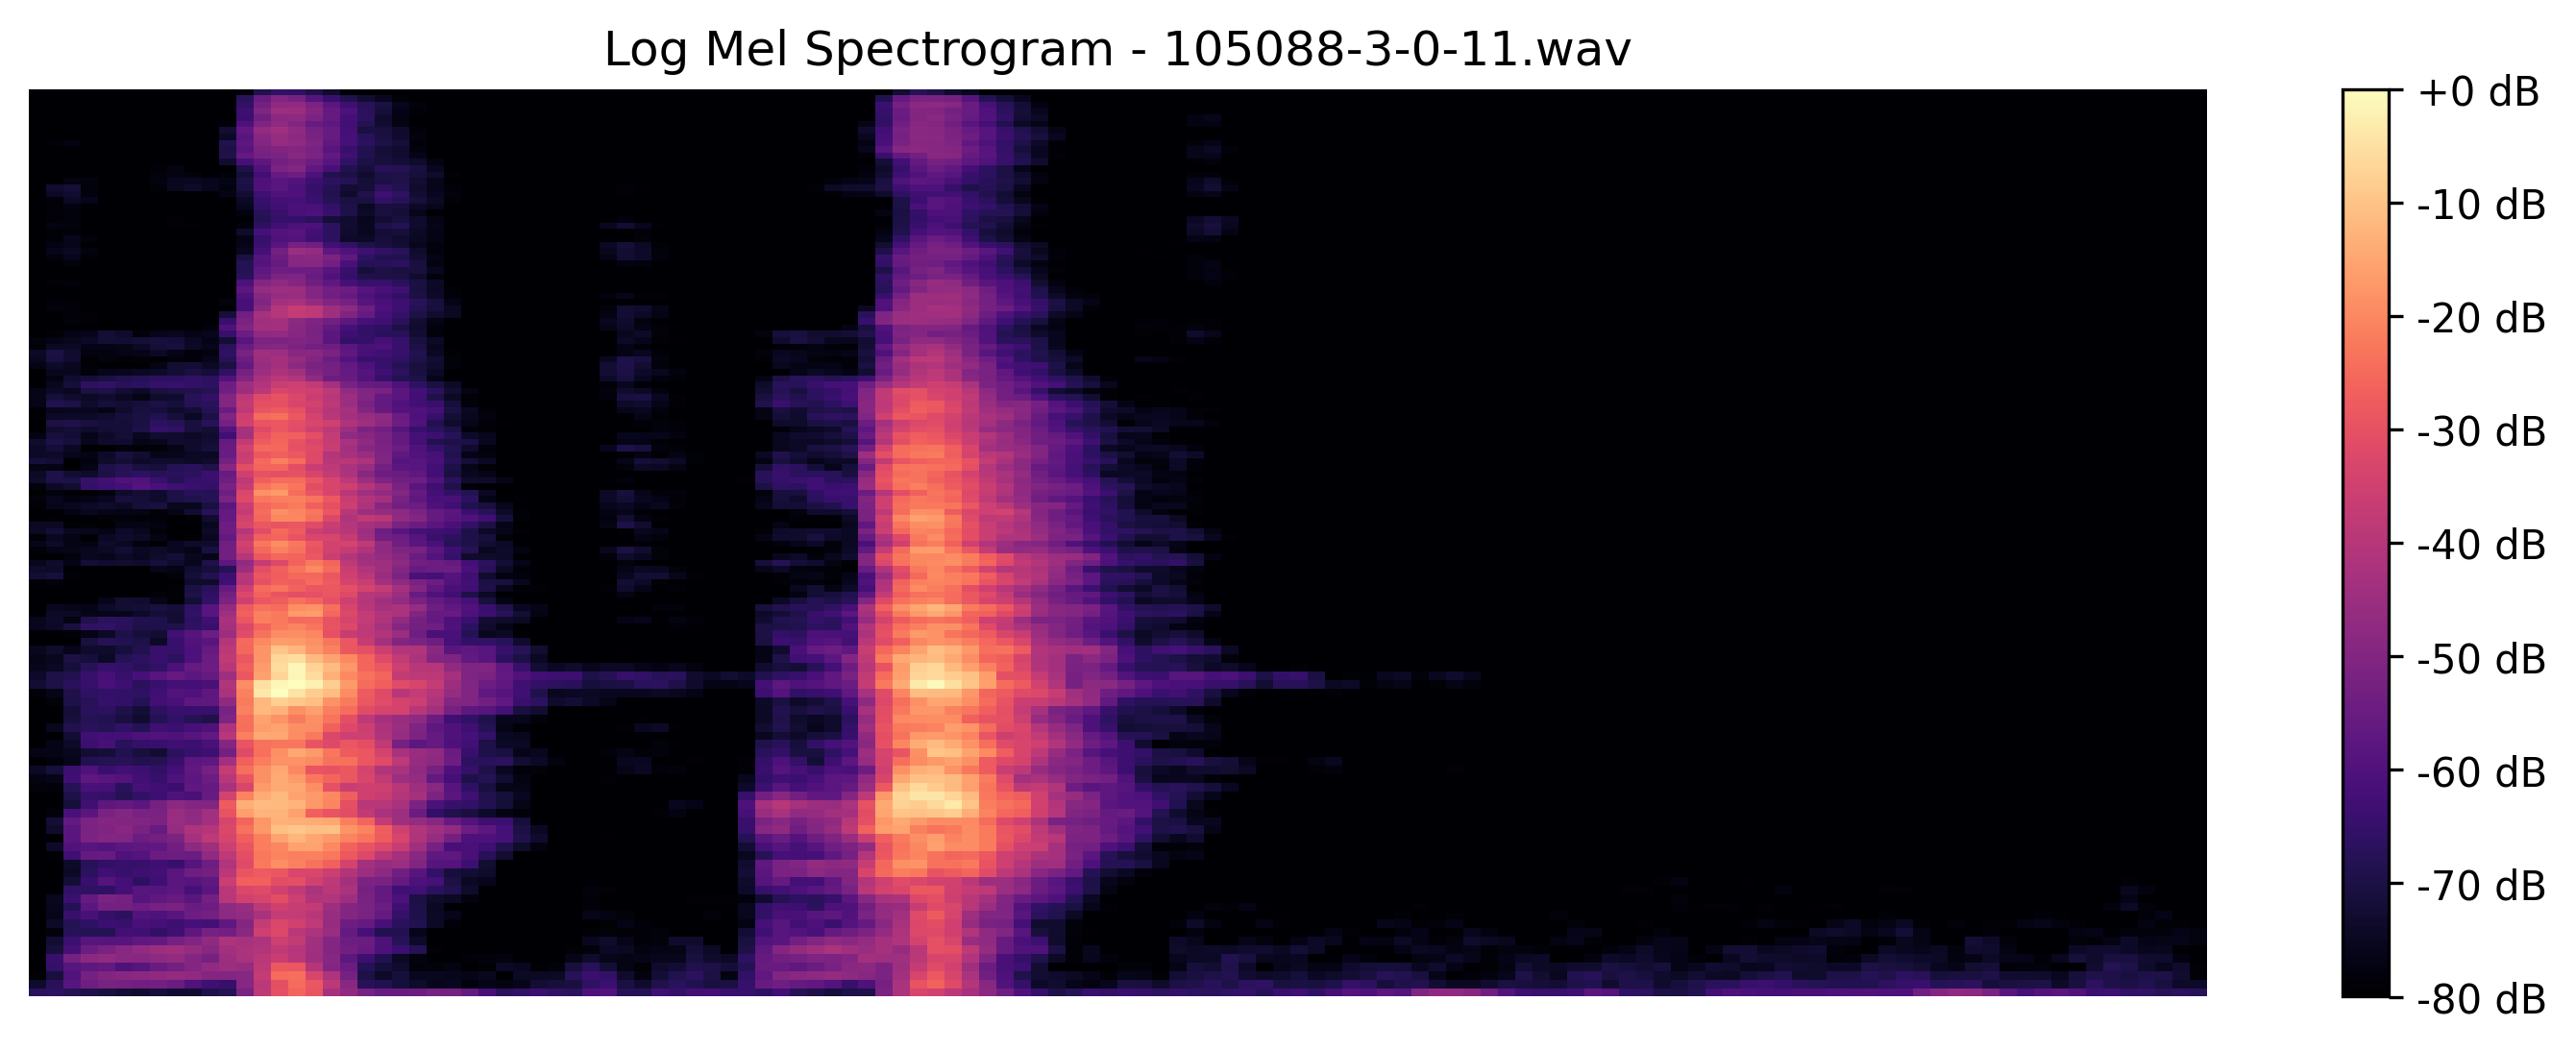 Log Mel Spectrogram - 105088-3-0-11.wav
+0 dB
-10 dB
-20 dB
-30 dB
-40 dB
-50 dB
-60 dB
-70 dB
-80 dB